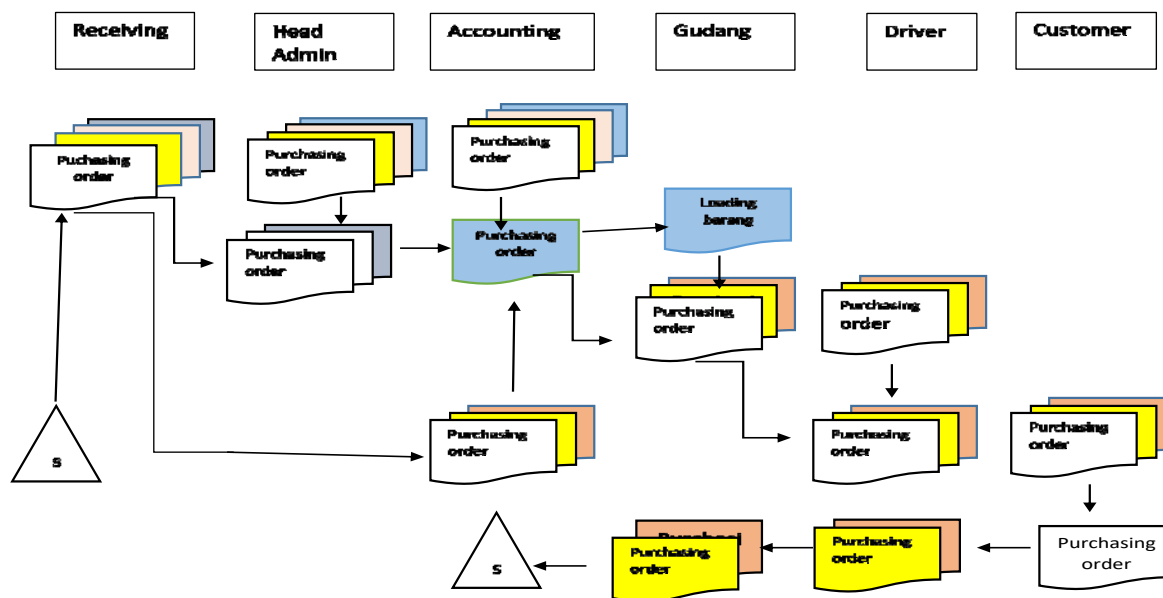 Receiving
Head
Admin
Accounting
Gudang
Driver
Customer
Puchasing
order
Purchasing
order
Purchasing
order
Purchasing
order
Purchasing
order
Loading
barang
Purchasing
order
Purchasing
order
Purchasing
order
Purchasing
order
Purchasing
order
s
s
Purchasing
order
Purchasing
order
Purchasing
order